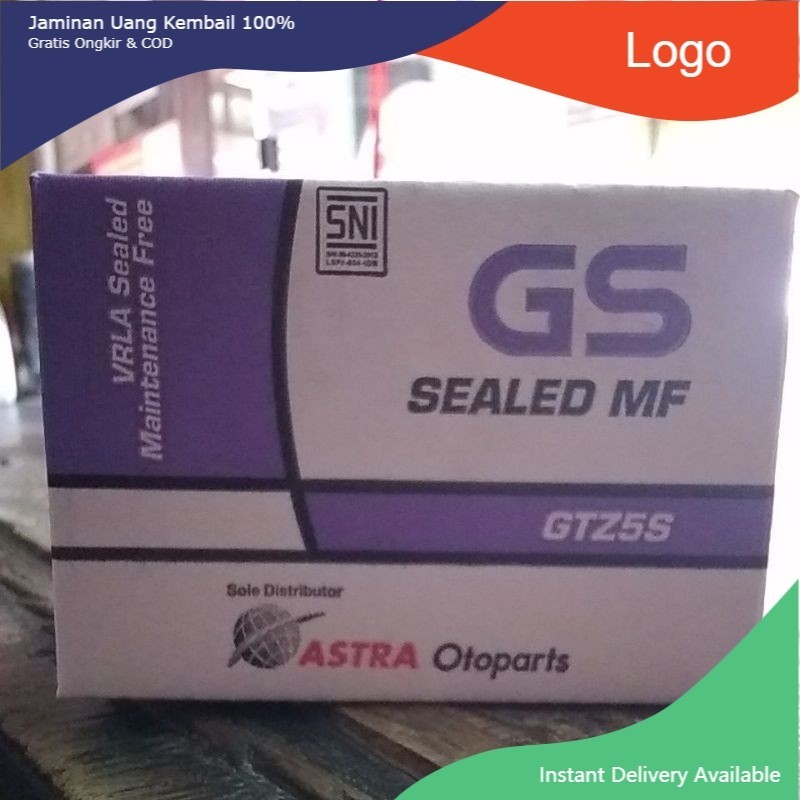 Jaminan Uang Kembail 100%
Gratis Ongkir & COD
Logo
VRLA Sealed
Maintenance Free
SNI
GS
SEALED MF
GTZ5S
Sole Distributor
ASTRA Otoparts
Instant Delivery Available